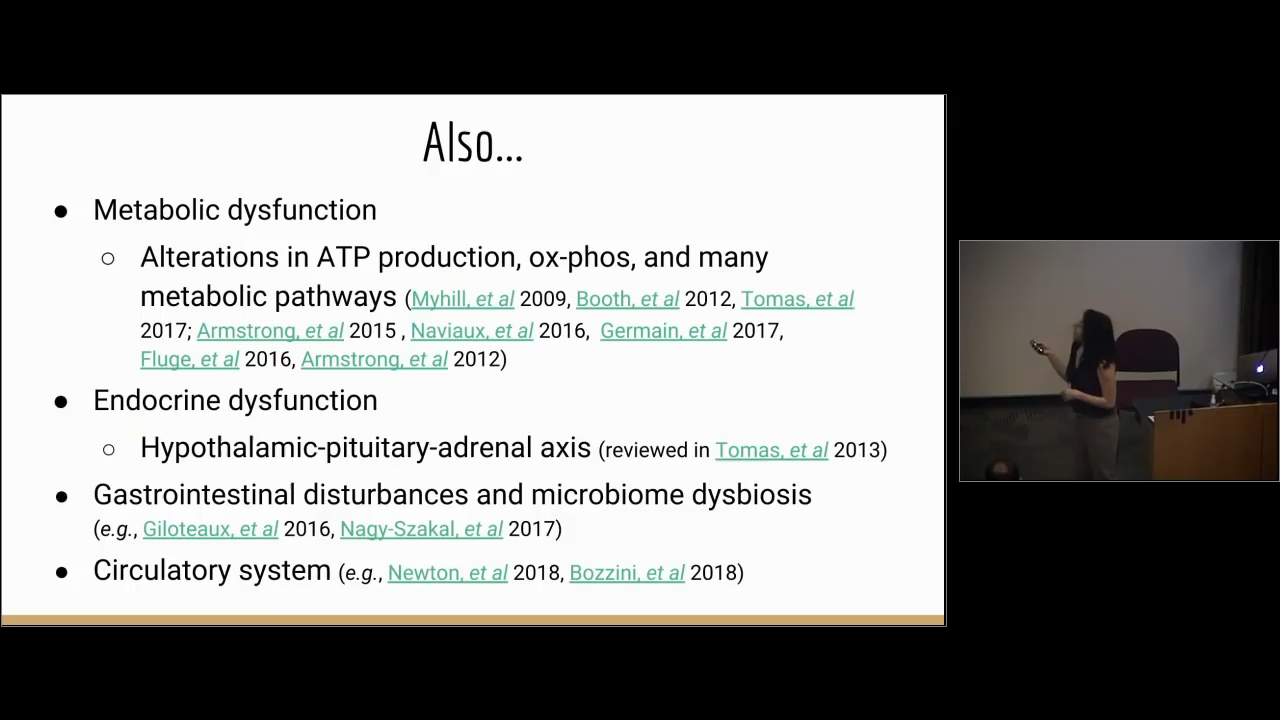 Also...
● Metabolic dysfunction
○ Alterations in ATP production, ox-phos, and many
metabolic pathways (Myhill, et al 2009, Booth, et al 2012, Tomas, et al
2017; Armstrong, et al 2015 , Naviaux, et al 2016, Germain, et al 2017,
Fluge, et al 2016, Armstrong, et al 2012)
● Endocrine dysfunction
○ Hypothalamic-pituitary-adrenal axis (reviewed in Tomas, et al 2013)
● Gastrointestinal disturbances and microbiome dysbiosis
(e.g., Giloteaux, et al 2016, Nagy-Szakal, et al 2017)
● Circulatory system (e.g., Newton, et al 2018, Bozzini, et al 2018)